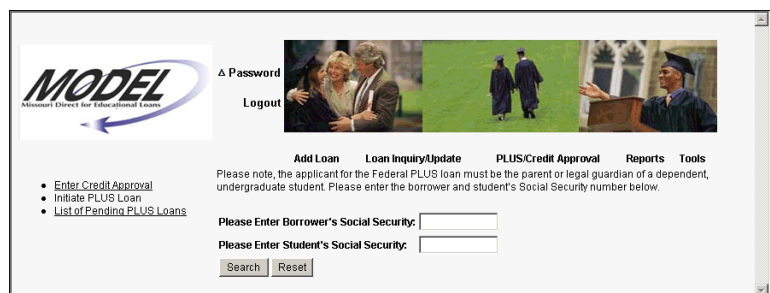 MODEL
Missouri Direct for Educational Loans
Δ Password
Logout
Add Loan Loan Inquiry/Update PLUS/Credit Approval Reports Tools
Please note, the applicant for the Federal PLUS loan must be the parent or legal guardian of a dependent,
undergraduate student. Please enter the borrower and student's Social Security number below.
• Enter Credit Approval
• Initiate PLUS Loan
• List of Pending PLUS Loans
Please Enter Borrower's Social Security:
Please Enter Student's Social Security:
Search Reset